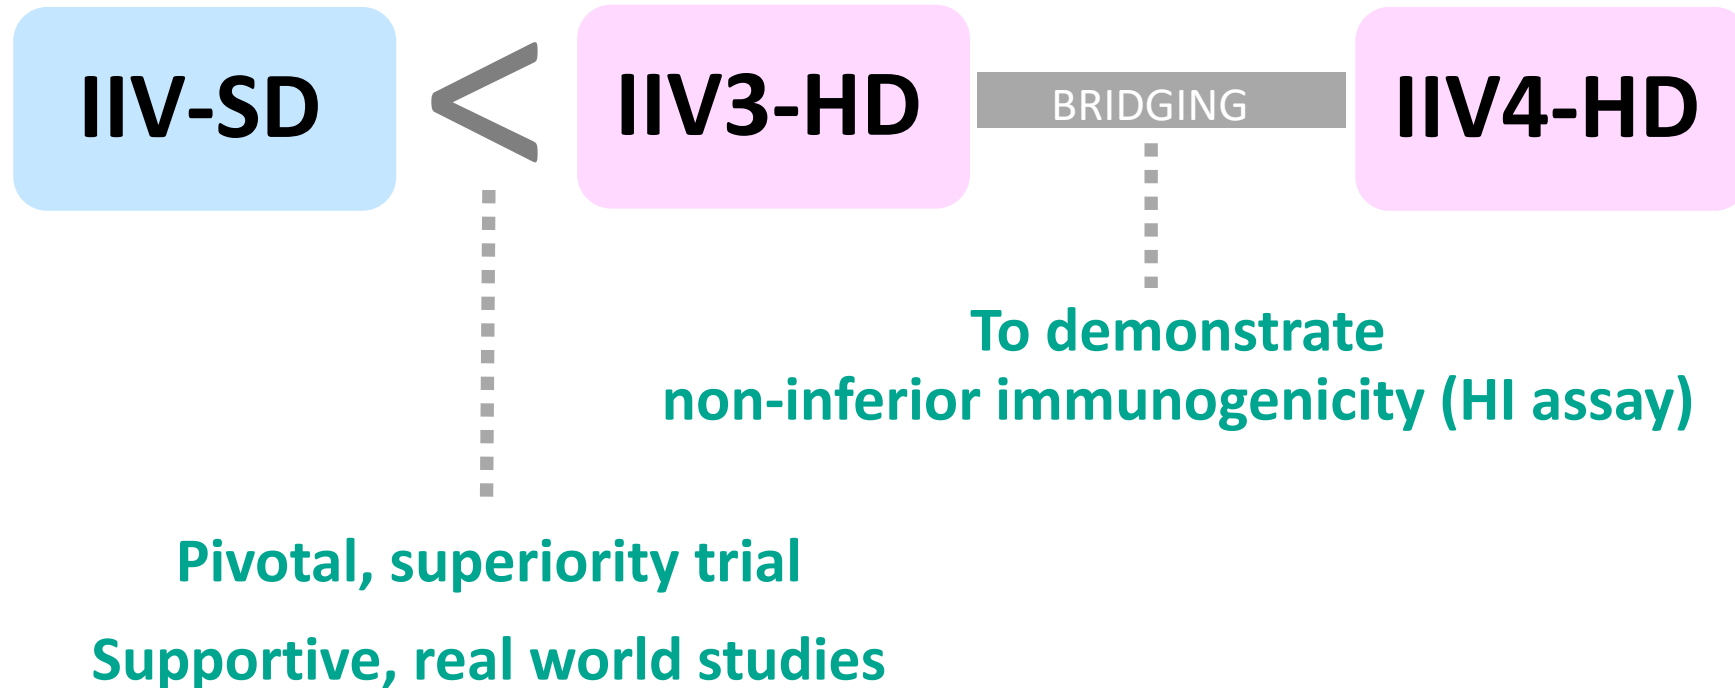 IIV-SD < IIV3-HD BRIDGING IIV4-HD
To demonstrate
non-inferior immunogenicity (HI assay)
Pivotal, superiority trial
Supportive, real world studies